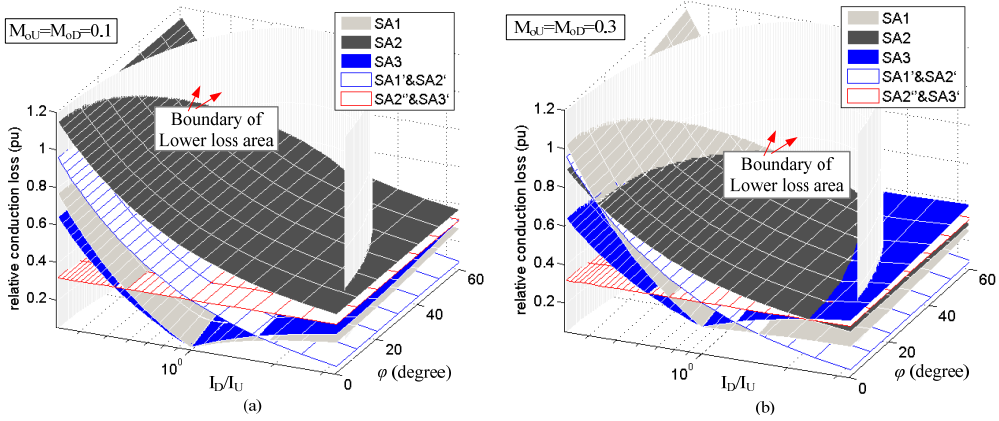 MoU=MoD=0.1
SA1
SA2
SA3
SA1'&SA2'
SA2''&SA3'
Boundary of
Lower loss area
relative conduction loss (pu)
1.2
1
0.8
0.6
0.4
0.2
10^0
ID/IU
0
20
40
60
φ (degree)
(a)
MoU=MoD=0.3
SA1
SA2
SA3
SA1'&SA2'
SA2''&SA3'
Boundary of
Lower loss area
relative conduction loss (pu)
1.2
1
0.8
0.6
0.4
0.2
10^0
ID/IU
0
20
40
60
φ (degree)
(b)